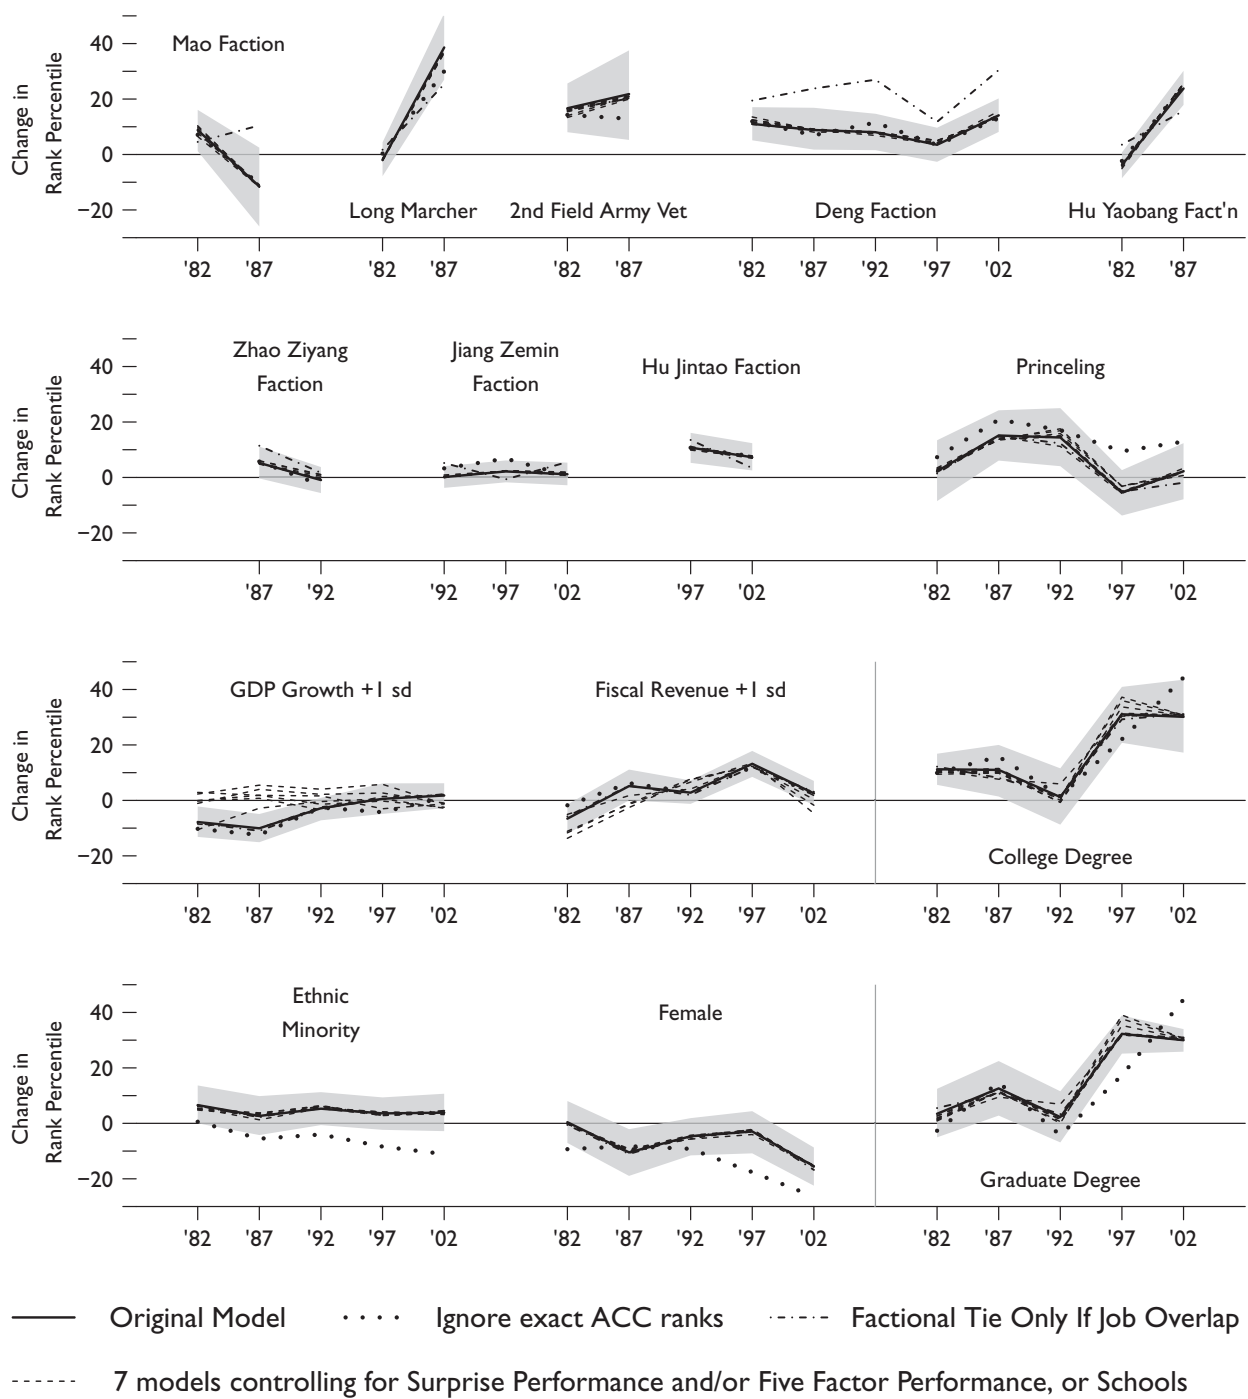 Change in
Rank Percentile
40
20
0
−20
Mao Faction
Long Marcher
2nd Field Army Vet
Deng Faction
Hu Yaobang Fact'n
'82 '87 '82 '87 '82 '87 '82 '87 '92 '97 '02 '82 '87
Change in
Rank Percentile
40
20
0
−20
Zhao Ziyang
Faction
Jiang Zemin
Faction
Hu Jintao Faction
Princeling
'87 '92 '92 '97 '02 '97 '02 '82 '87 '92 '97 '02
Change in
Rank Percentile
40
20
0
−20
GDP Growth +1 sd
Fiscal Revenue +1 sd
College Degree
'82 '87 '92 '97 '02 '82 '87 '92 '97 '02 '82 '87 '92 '97 '02
Change in
Rank Percentile
40
20
0
−20
Ethnic
Minority
Female
Graduate Degree
'82 '87 '92 '97 '02 '82 '87 '92 '97 '02 '82 '87 '92 '97 '02
Original Model Ignore exact ACC ranks Factional Tie Only If Job Overlap
7 models controlling for Surprise Performance and/or Five Factor Performance, or Schools